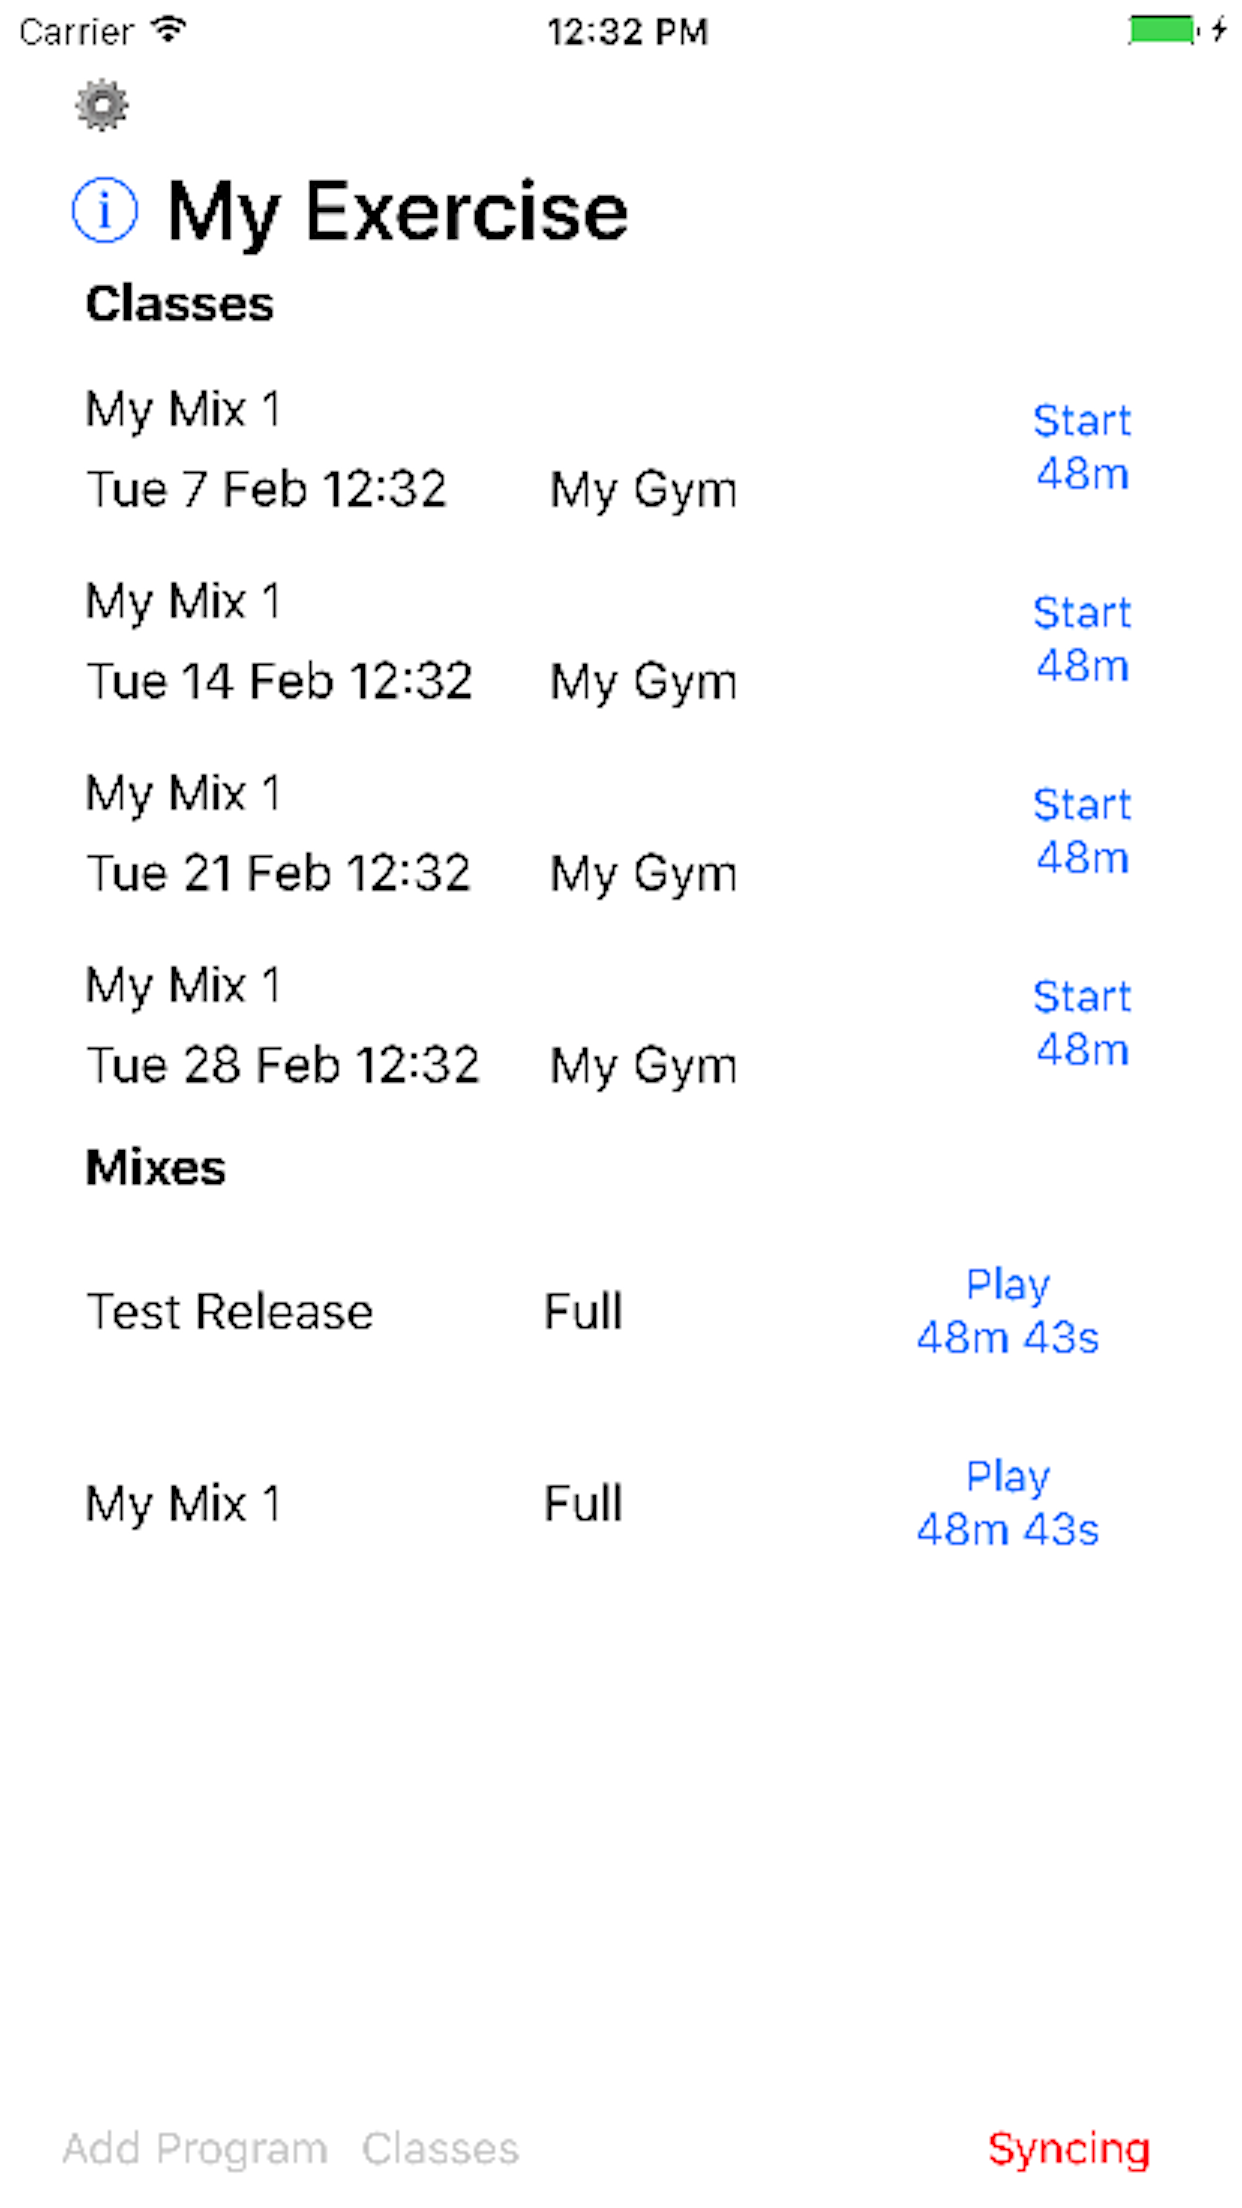 Carrier 12:32 PM
i My Exercise
Classes
My Mix 1
Tue 7 Feb 12:32 My Gym
Start
48m
My Mix 1
Tue 14 Feb 12:32 My Gym
Start
48m
My Mix 1
Tue 21 Feb 12:32 My Gym
Start
48m
My Mix 1
Tue 28 Feb 12:32 My Gym
Start
48m
Mixes
Test Release Full
Play
48m 43s
My Mix 1 Full
Play
48m 43s
Add Program Classes Syncing